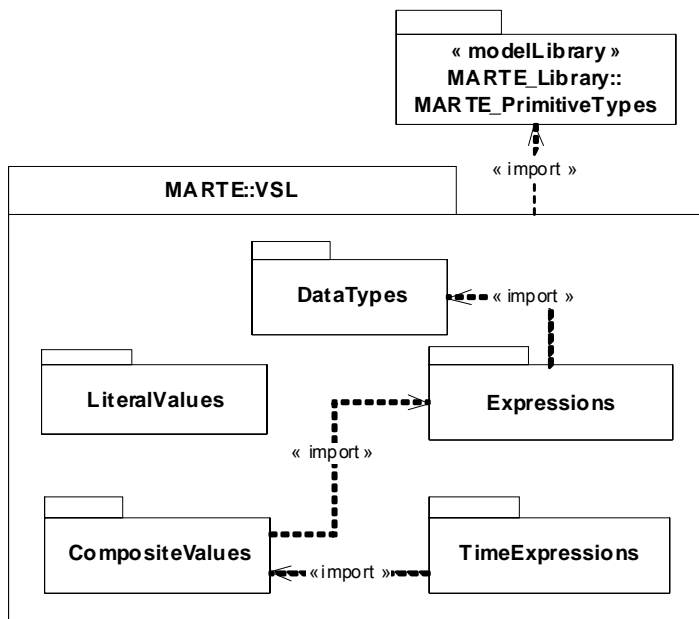 « modelLibrary »
MARTE_Library::
MARTE_PrimitiveTypes
« import »
MARTE::VSL
DataTypes
« import »
LiteralValues
Expressions
« import »
CompositeValues
« import »
TimeExpressions